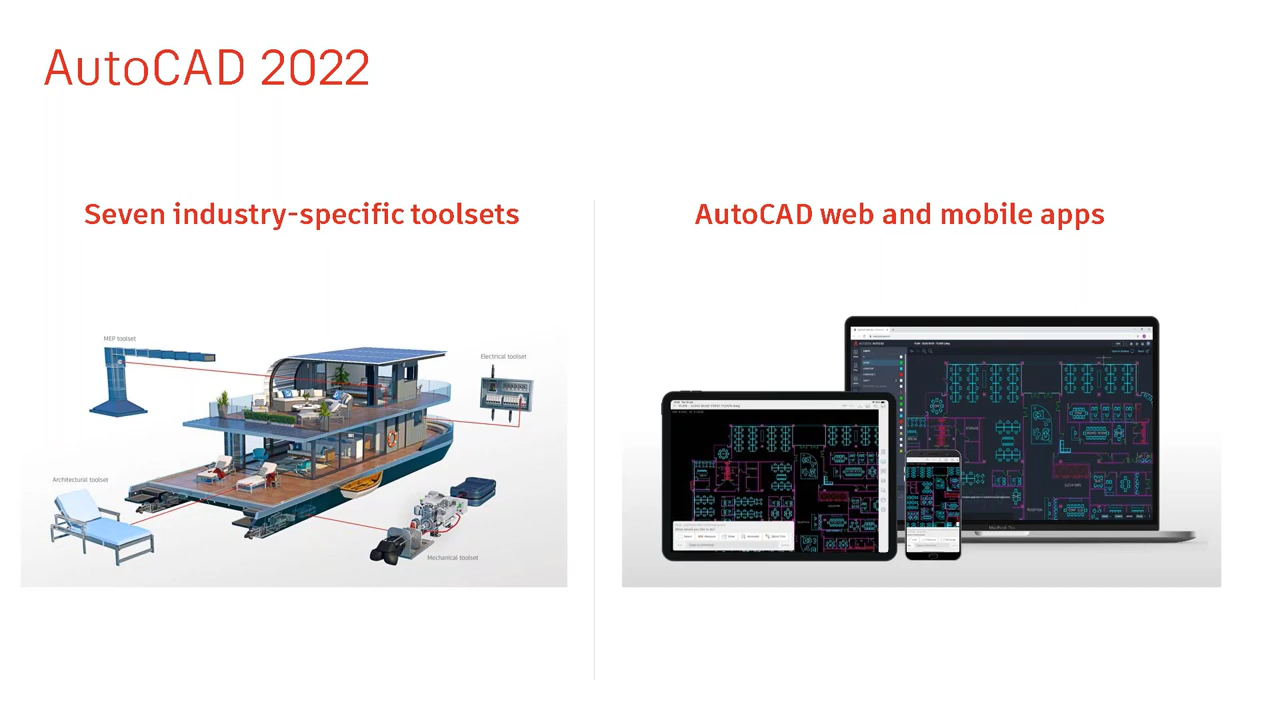 AutoCAD 2022
Seven industry-specific toolsets
AutoCAD web and mobile apps
MEP toolset
Electrical toolset
Architectural toolset
Mechanical toolset